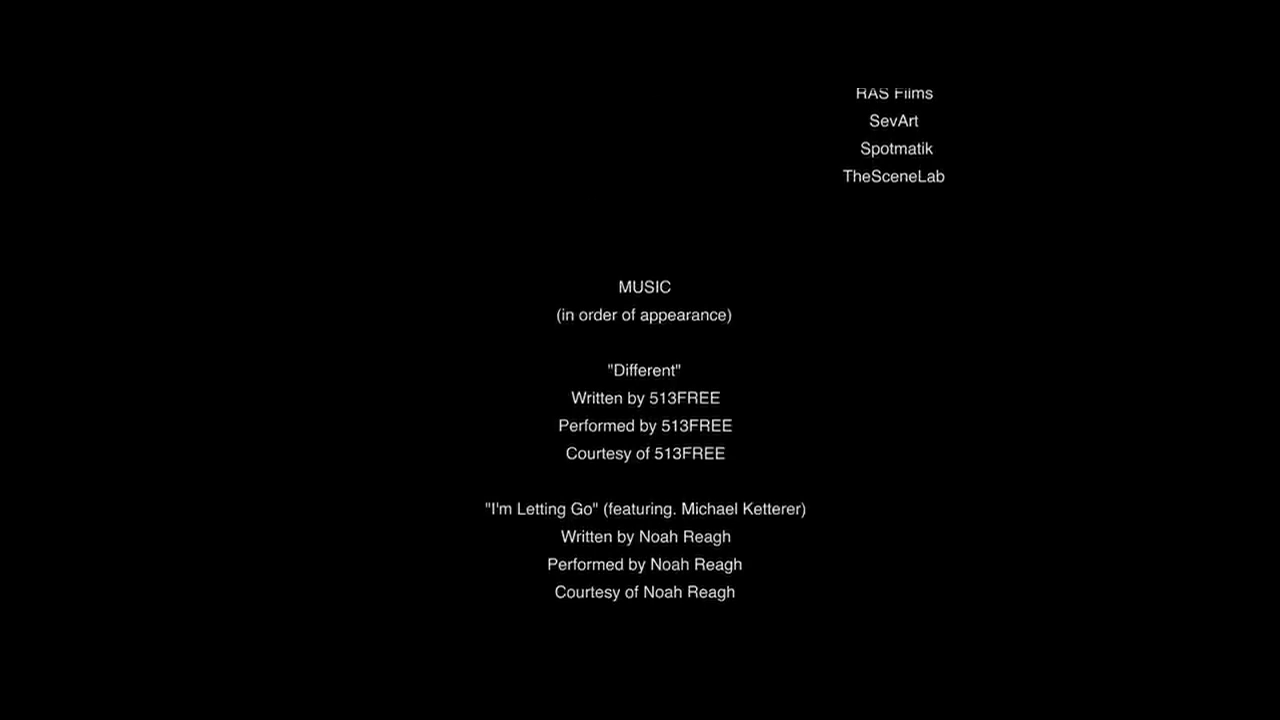 RAS Films
SevArt
Spotmatik
TheSceneLab
MUSIC
(in order of appearance)
"Different"
Written by 513FREE
Performed by 513FREE
Courtesy of 513FREE
"I'm Letting Go" (featuring. Michael Ketterer)
Written by Noah Reagh
Performed by Noah Reagh
Courtesy of Noah Reagh